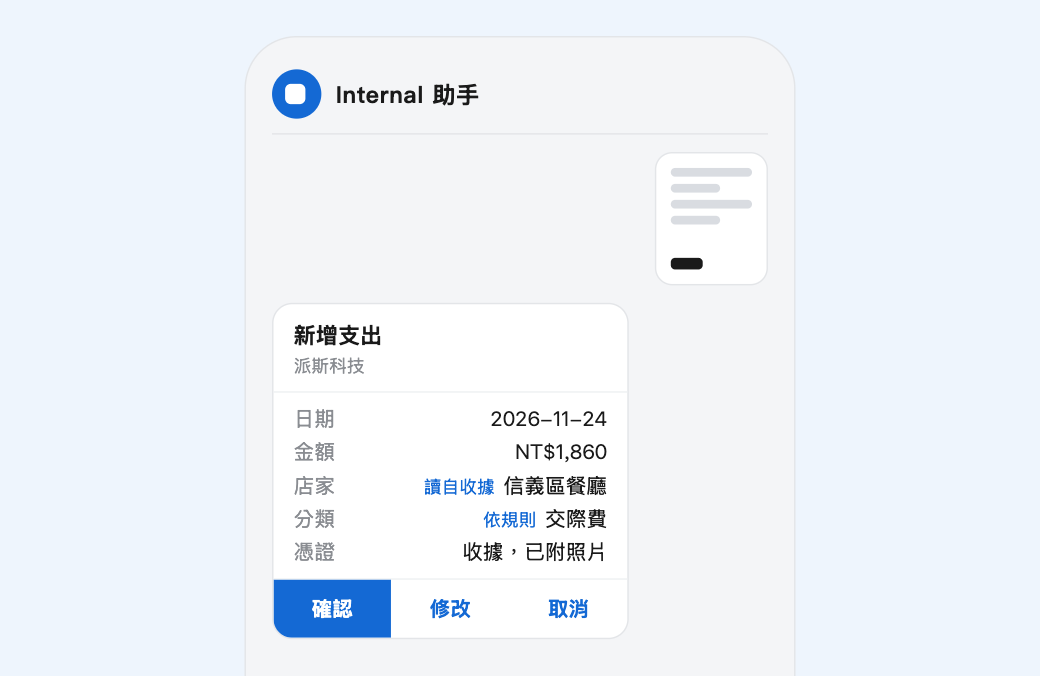 Internal 助手
新增支出
派斯科技
日期 2026–11–24
金額 NT$1,860
店家 讀自收據 信義區餐廳
分類 依規則 交際費
憑證 收據，已附照片
確認 修改 取消